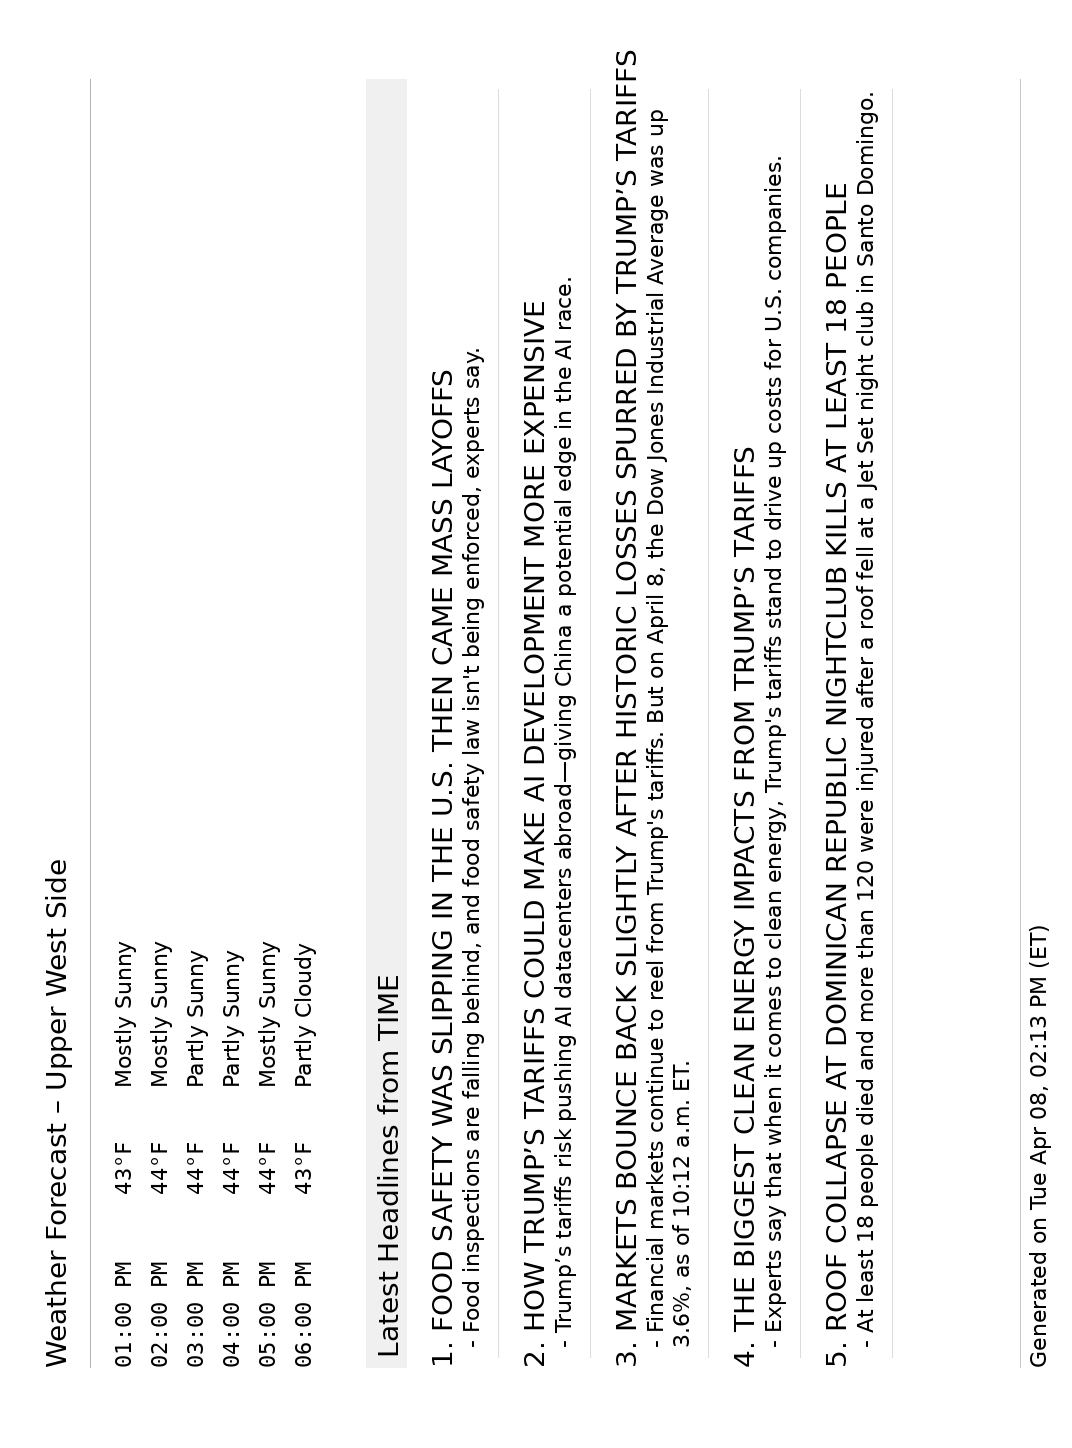 Weather Forecast – Upper West Side
01:00 PM 43°F Mostly Sunny
02:00 PM 44°F Mostly Sunny
03:00 PM 44°F Partly Sunny
04:00 PM 44°F Partly Sunny
05:00 PM 44°F Mostly Sunny
06:00 PM 43°F Partly Cloudy
Latest Headlines from TIME
1. FOOD SAFETY WAS SLIPPING IN THE U.S. THEN CAME MASS LAYOFFS
- Food inspections are falling behind, and food safety law isn't being enforced, experts say.
2. HOW TRUMP’S TARIFFS COULD MAKE AI DEVELOPMENT MORE EXPENSIVE
- Trump’s tariffs risk pushing AI datacenters abroad—giving China a potential edge in the AI race.
3. MARKETS BOUNCE BACK SLIGHTLY AFTER HISTORIC LOSSES SPURRED BY TRUMP’S TARIFFS
- Financial markets continue to reel from Trump's tariffs. But on April 8, the Dow Jones Industrial Average was up
3.6%, as of 10:12 a.m. ET.
4. THE BIGGEST CLEAN ENERGY IMPACTS FROM TRUMP’S TARIFFS
- Experts say that when it comes to clean energy, Trump's tariffs stand to drive up costs for U.S. companies.
5. ROOF COLLAPSE AT DOMINICAN REPUBLIC NIGHTCLUB KILLS AT LEAST 18 PEOPLE
- At least 18 people died and more than 120 were injured after a roof fell at a Jet Set night club in Santo Domingo.
Generated on Tue Apr 08, 02:13 PM (ET)